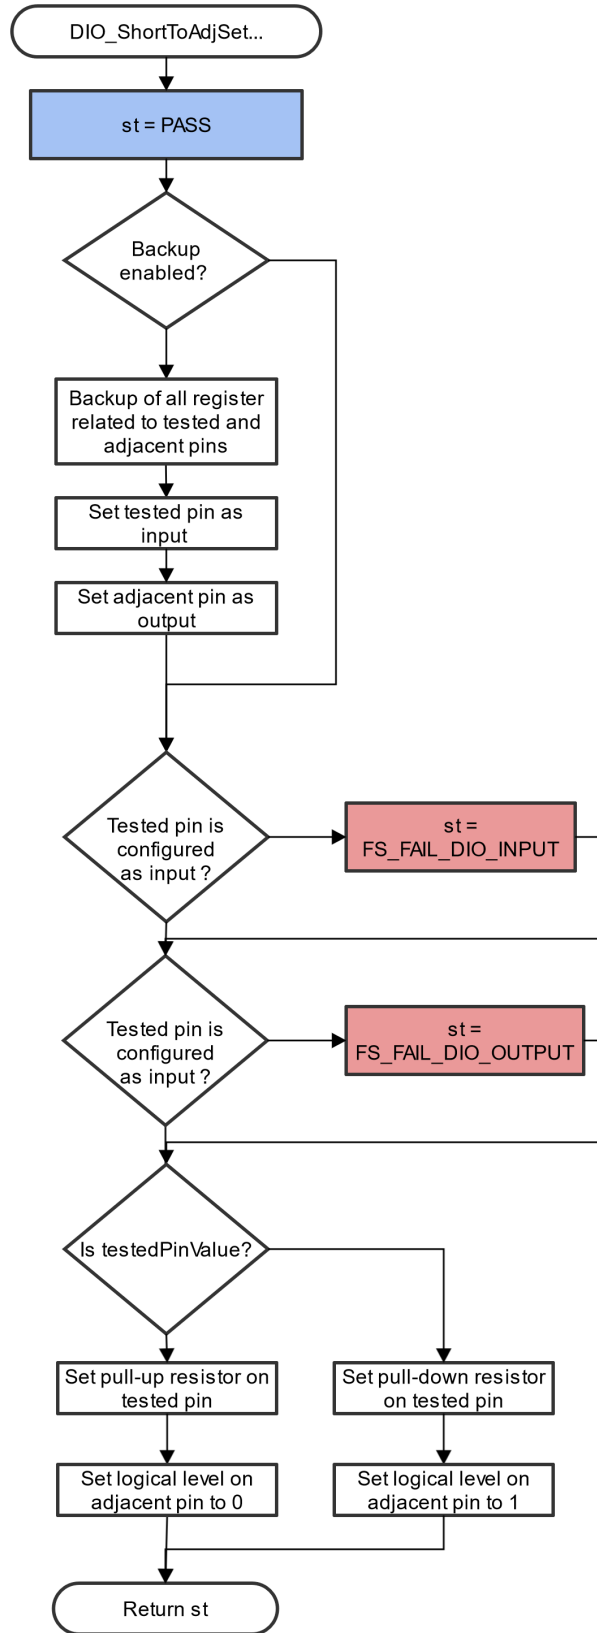 DIO_ShortToAdjSet...
st = PASS
Backup
enabled?
Backup of all register
related to tested and
adjacent pins
Set tested pin as
input
Set adjacent pin as
output
Tested pin is
configured
as input ?
st =
FS_FAIL_DIO_INPUT
Tested pin is
configured
as input ?
st =
FS_FAIL_DIO_OUTPUT
Is testedPinValue?
Set pull-up resistor on
tested pin
Set pull-down resistor
on tested pin
Set logical level on
adjacent pin to 0
Set logical level on
adjacent pin to 1
Return st